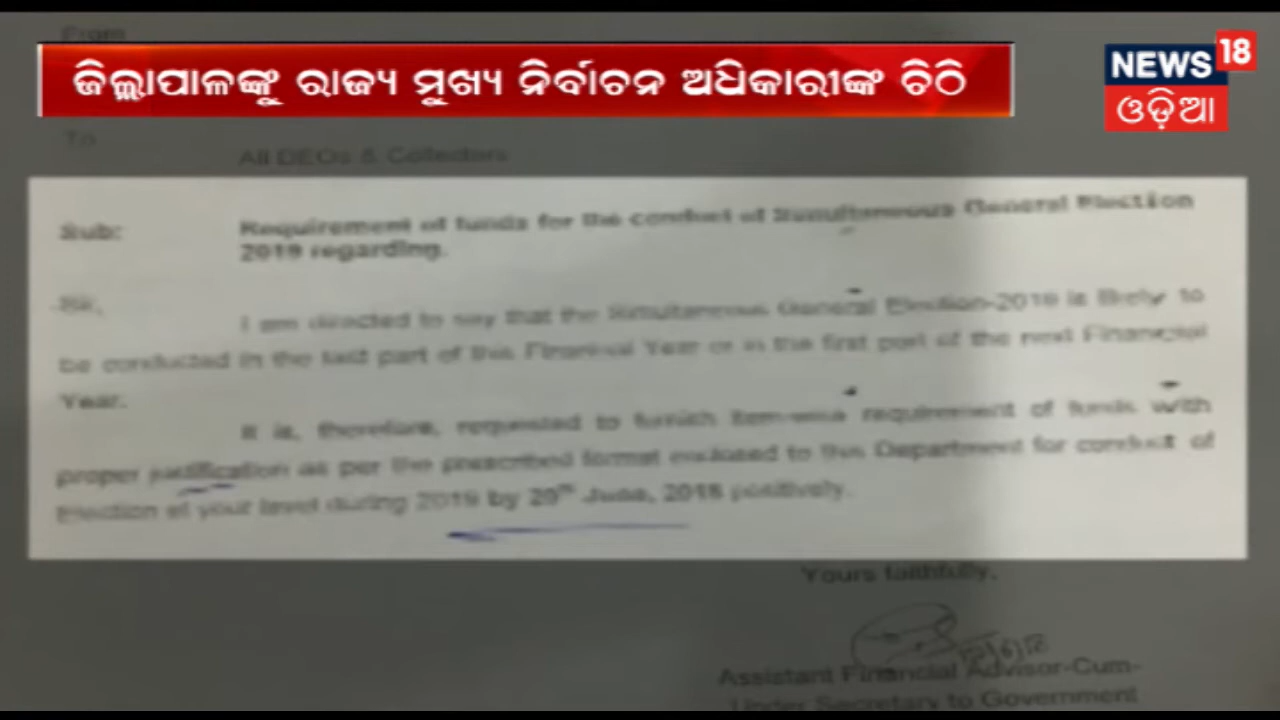 From
ଜିଲ୍ଲାପାଳଙ୍କୁ ରାଜ୍ୟ ମୁଖ୍ୟ ନିର୍ବାଚନ ଅଧିକାରୀଙ୍କ ଚିଠି
NEWS 18
ଓଡ଼ିଆ
To
All DEOs & Collectors
Sub: Requirement of funds for the conduct of Simultaneous General Election
2019 regarding.
Sir,
I am directed to say that the Simultaneous General Election-2019 is likely to
be conducted in the last part of this Financial Year or in the first part of the next Financial
Year.
It is, therefore, requested to furnish item-wise requirement of funds with
proper justification as per the prescribed format enclosed to this Department for conduct of
Election at your level during 2019 by 20th June, 2018 positively.
Yours faithfully,
Assistant Financial Advisor-Cum-
Under Secretary to Government